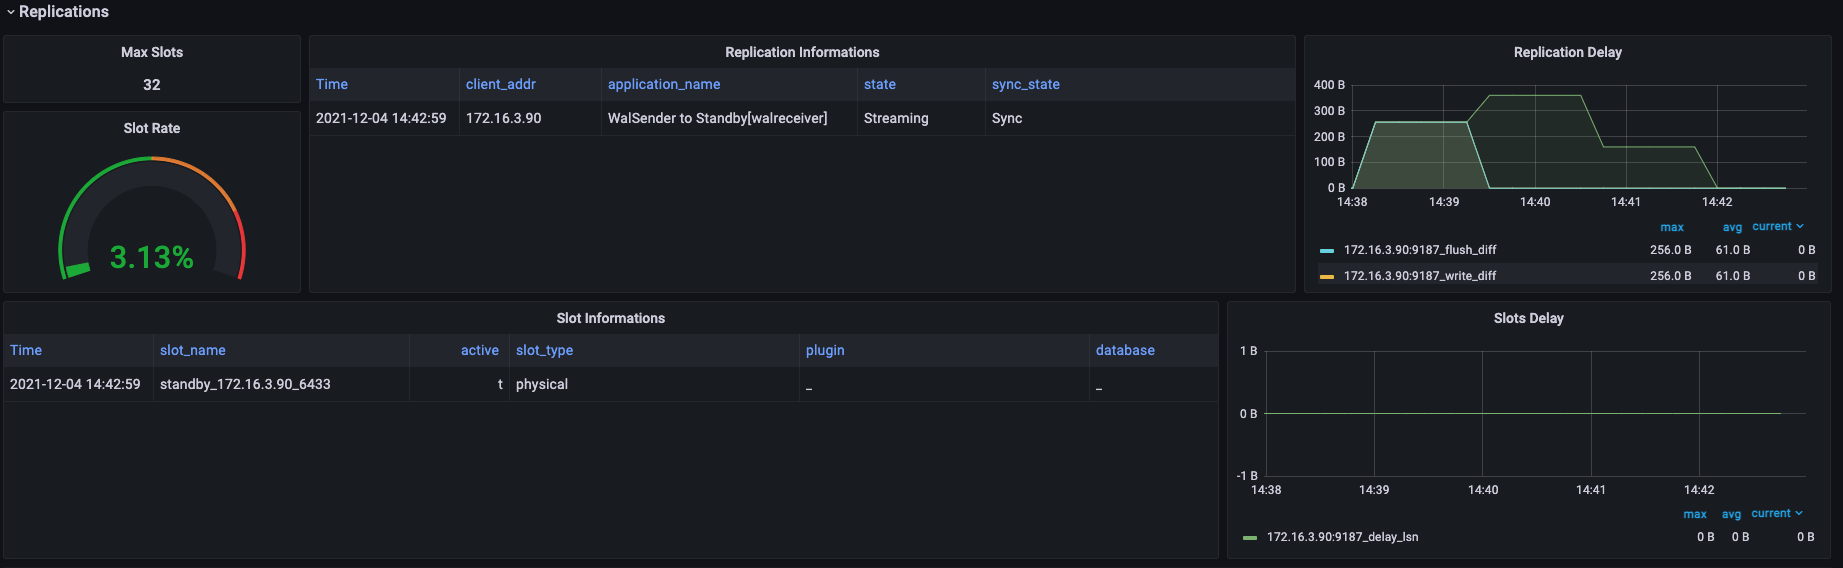 Replications
Max Slots
32
Slot Rate
3.13%
Replication Informations
Time client_addr application_name state sync_state
2021-12-04 14:42:59 172.16.3.90 WalSender to Standby[walreceiver] Streaming Sync
Replication Delay
400 B
300 B
200 B
100 B
0 B
14:38 14:39 14:40 14:41 14:42
max avg current
172.16.3.90:9187_flush_diff 256.0 B 61.0 B 0 B
172.16.3.90:9187_write_diff 256.0 B 61.0 B 0 B
Slot Informations
Time slot_name active slot_type plugin database
2021-12-04 14:42:59 standby_172.16.3.90_6433 t physical _ _
Slots Delay
1 B
0 B
-1 B
14:38 14:39 14:40 14:41 14:42
max avg current
172.16.3.90:9187_delay_lsn 0 B 0 B 0 B